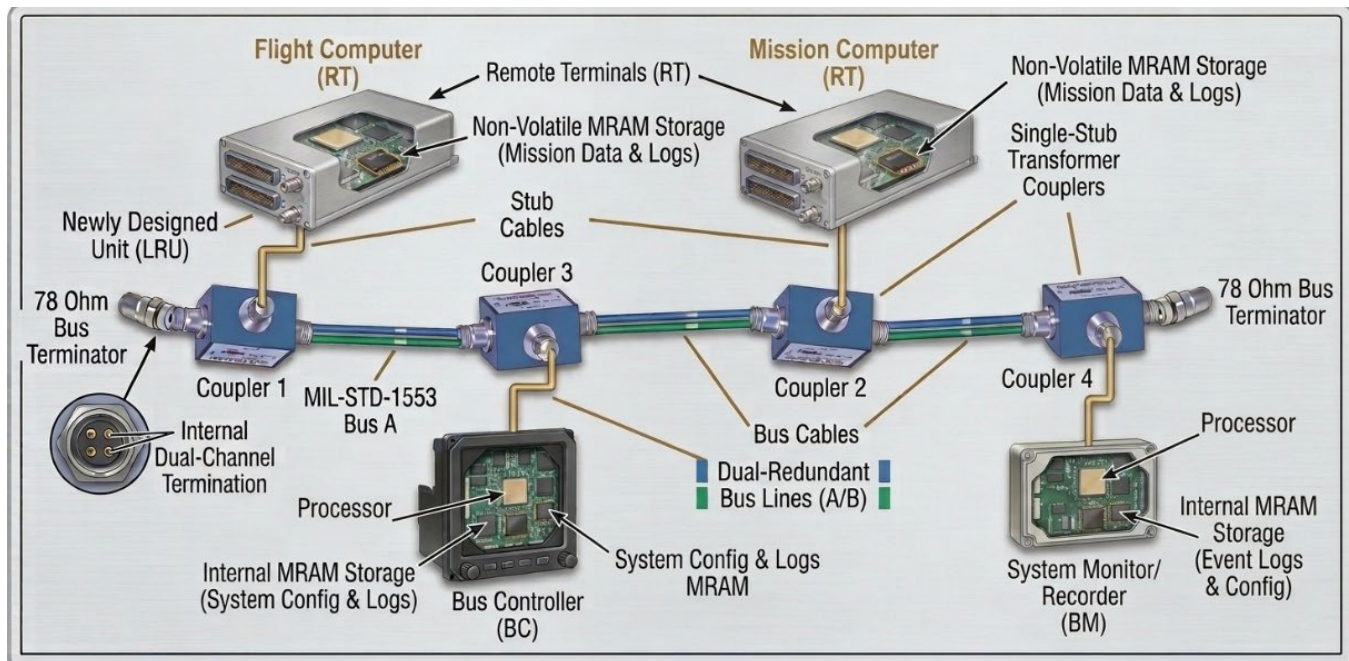 Flight Computer
(RT)
Remote Terminals (RT)
Mission Computer
(RT)
Non-Volatile MRAM Storage
(Mission Data & Logs)
Non-Volatile MRAM Storage
(Mission Data & Logs)
Single-Stub
Transformer
Couplers
Newly Designed
Unit (LRU)
Stub
Cables
Coupler 3
78 Ohm
Bus
Terminator
78 Ohm Bus
Terminator
Coupler 1
MIL-STD-1553
Bus A
Coupler 2
Coupler 4
Internal
Dual-Channel
Termination
Bus Cables
Dual-Redundant
Bus Lines (A/B)
Processor
Processor
Internal MRAM Storage
(System Config & Logs)
System Config & Logs
MRAM
Bus Controller
(BC)
Internal MRAM
Storage
(Event Logs
& Config)
System Monitor/
Recorder
(BM)